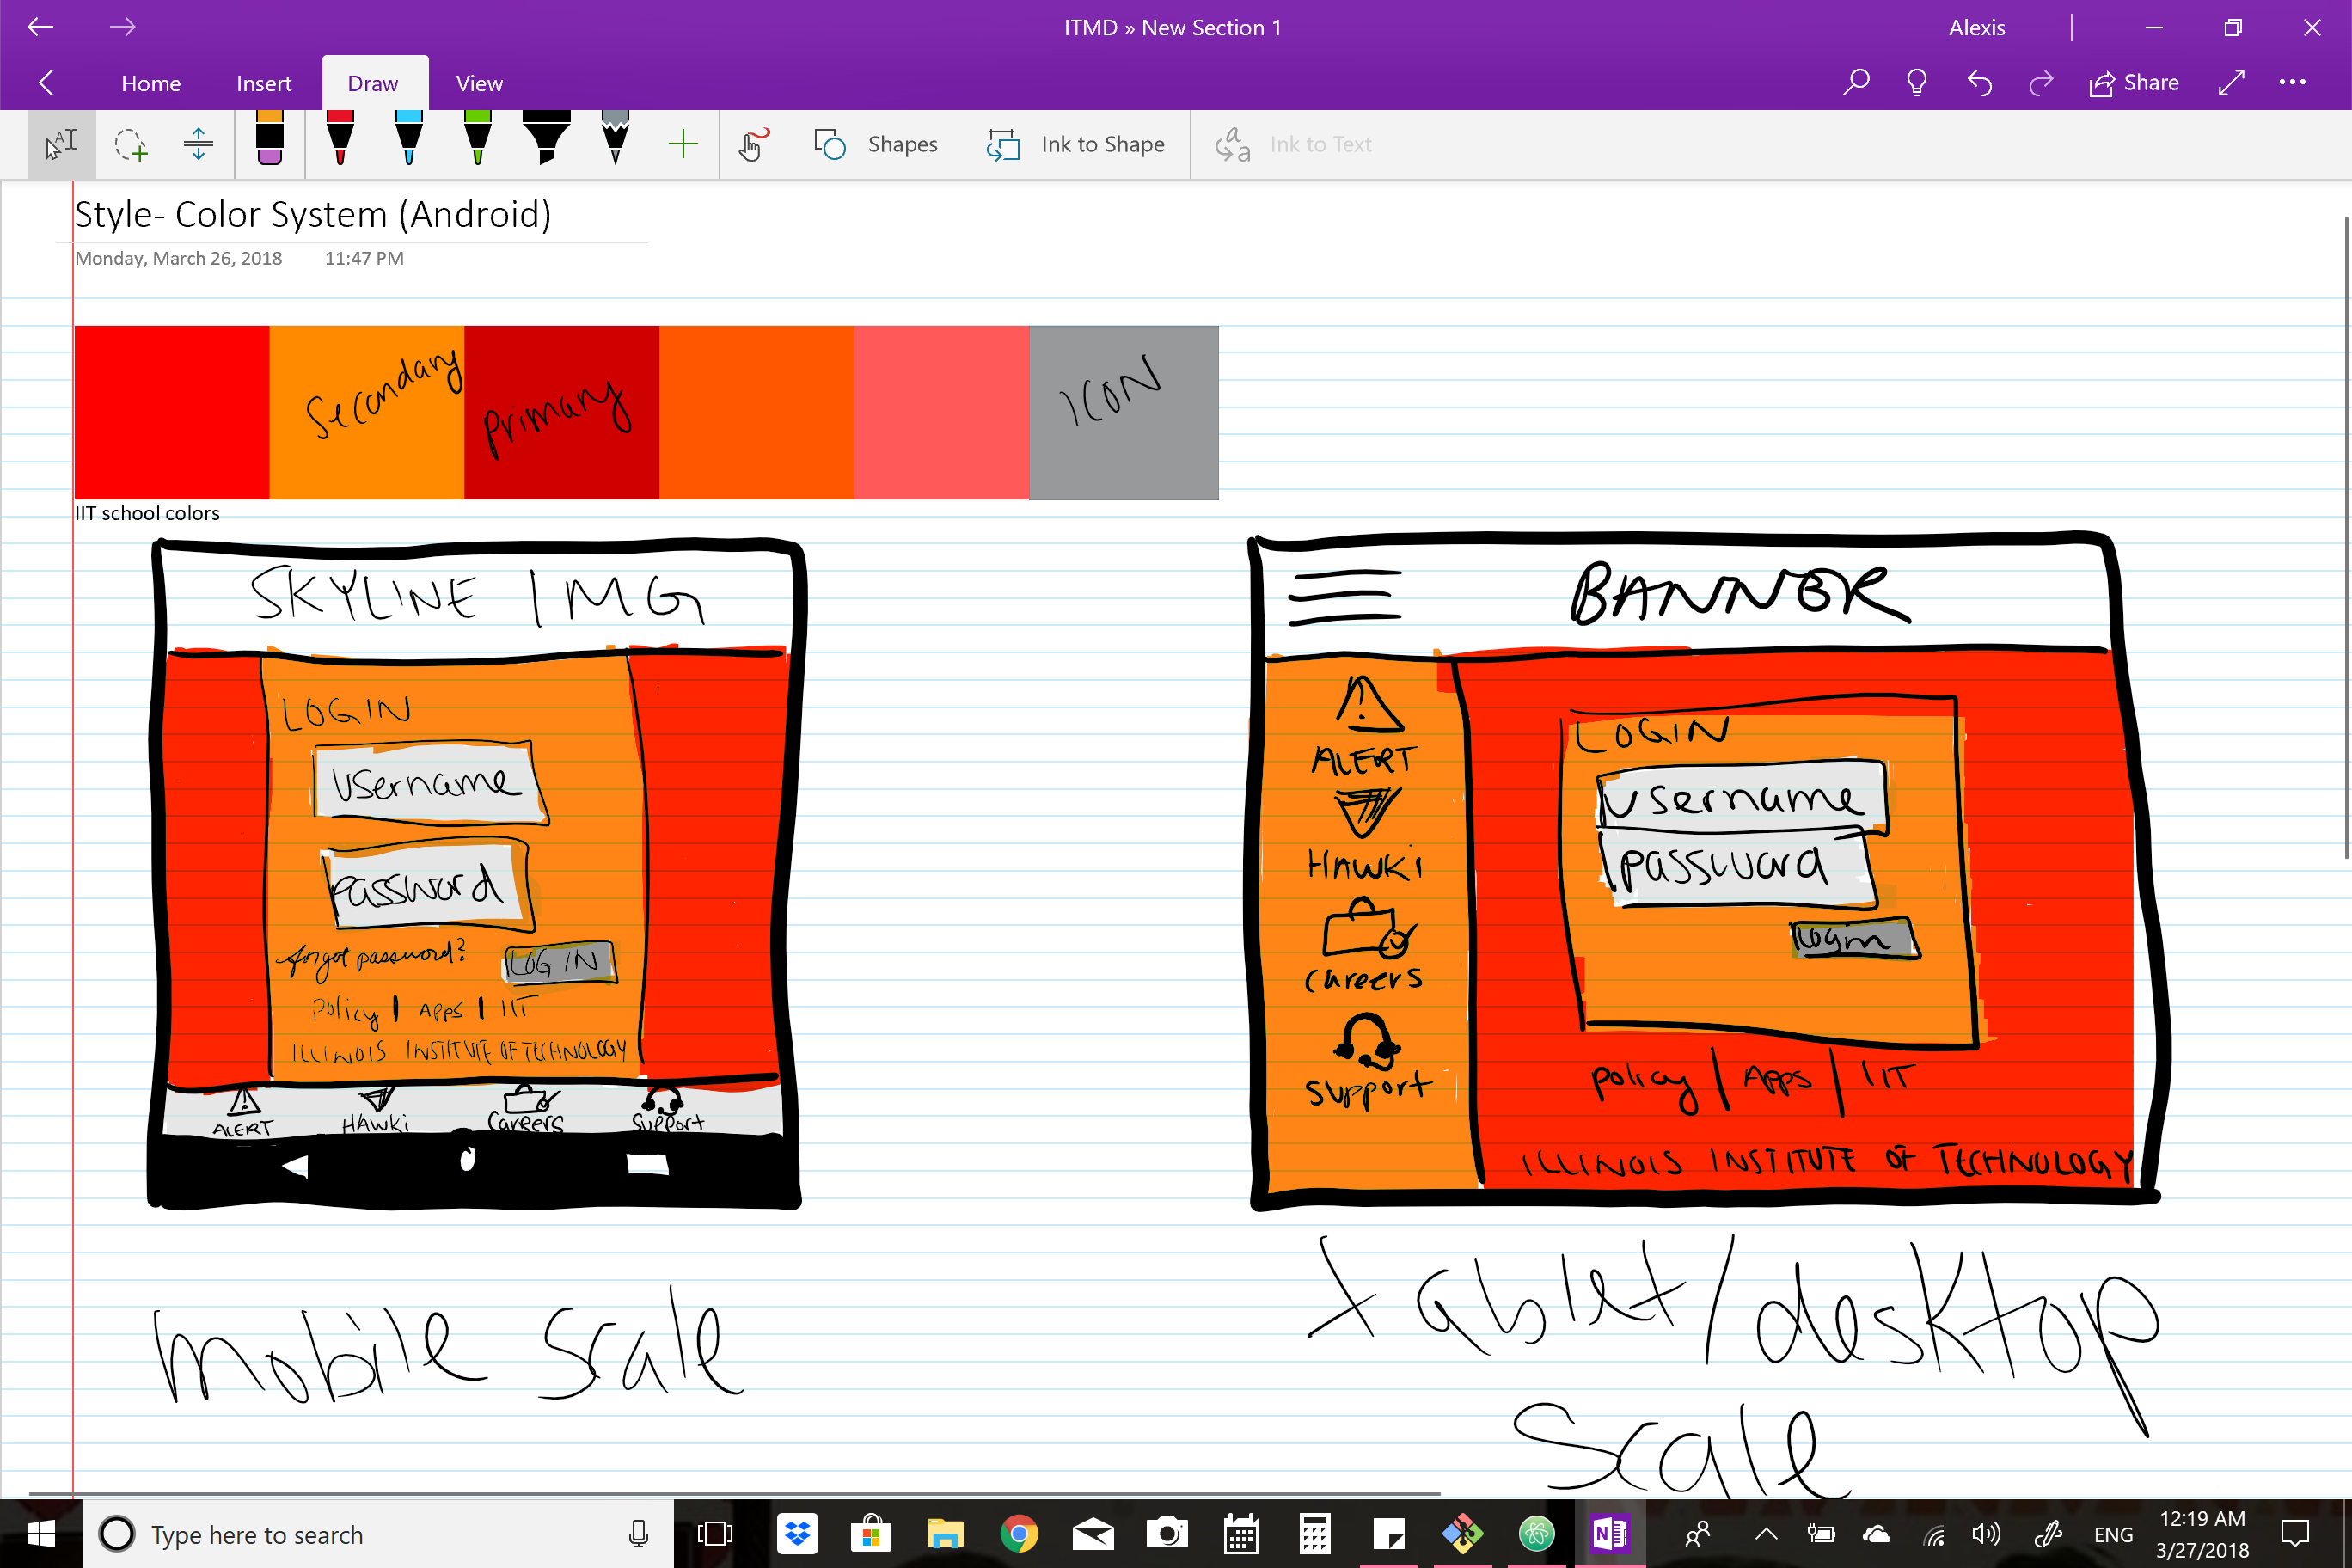 ITMD » New Section 1
Alexis
Home Insert Draw View
Share
Shapes Ink to Shape Ink to Text
Style- Color System (Android)
Monday, March 26, 2018 11:47 PM
Secondary
primary
ICON
IIT school colors
SKYLINE IMG
LOGIN
username
password
forgot password?
LOGIN
policy | Apps | IIT
ILLINOIS INSTITUTE OF TECHNOLOGY
ALERT HAWKi Careers Support
mobile scale
BANNER
ALERT
HAWKi
careers
support
LOGIN
username
password
login
policy / Apps / IIT
ILLINOIS INSTITUTE OF TECHNOLOGY
tablet/desktop
scale
Type here to search
N
ENG
12:19 AM
3/27/2018